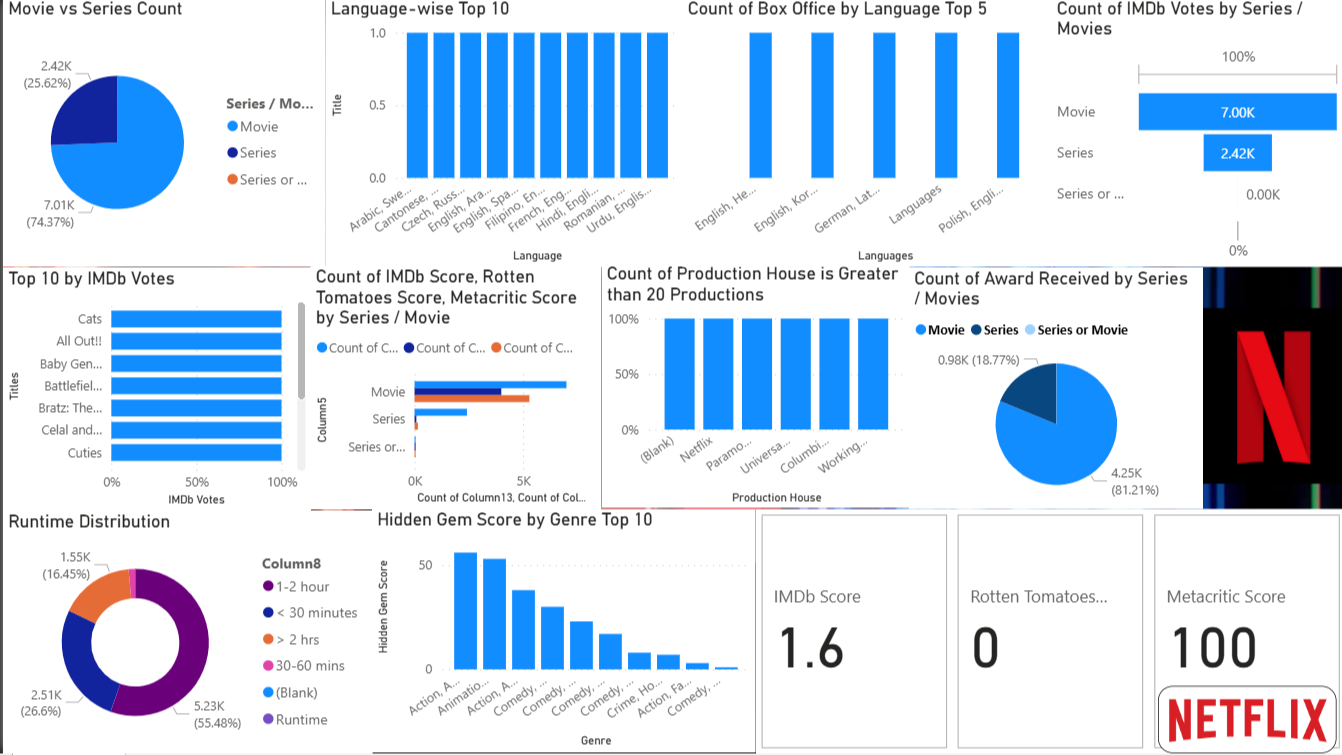 Movie vs Series Count
2.42K
(25.62%)
7.01K
(74.37%)
Series / Mo...
Movie
Series
Series or ...
Language-wise Top 10
Title
1.0
0.5
0.0
Arabic, Swe...
Cantonese, ...
Czech, Russ...
English, Ara...
English, Spa...
Filipino, En...
French, Eng...
Hindi, Engli...
Romanian, ...
Urdu, Englis...
Language
Count of Box Office by Language Top 5
English, He...
English, Kor...
German, Lat...
Languages
Polish, Engli...
Languages
Count of IMDb Votes by Series /
Movies
100%
Movie
7.00K
Series
2.42K
Series or ...
0.00K
0%
Top 10 by IMDb Votes
Titles
Cats
All Out!!
Baby Gen...
Battlefiel...
Bratz: The...
Celal and...
Cuties
0%
50%
100%
IMDb Votes
Count of IMDb Score, Rotten
Tomatoes Score, Metacritic Score
by Series / Movie
Count of C...
Count of C...
Count of C...
Column5
Movie
Series
Series or...
0K
5K
Count of Column13, Count of Col...
Count of Production House is Greater
than 20 Productions
100%
50%
0%
(Blank)
Netflix
Paramo...
Universa...
Columbi...
Working...
Production House
Count of Award Received by Series
/ Movies
Movie
Series
Series or Movie
0.98K (18.77%)
4.25K
(81.21%)
Runtime Distribution
1.55K
(16.45%)
2.51K
(26.6%)
5.23K
(55.48%)
Column8
1-2 hour
< 30 minutes
> 2 hrs
30-60 mins
(Blank)
Runtime
Hidden Gem Score by Genre Top 10
Hidden Gem Score
50
0
Action, A...
Animatio...
Action, A...
Comedy, ...
Comedy, ...
Comedy, ...
Comedy, ...
Crime, Ho...
Action, Fa...
Comedy, ...
Genre
IMDb Score
1.6
Rotten Tomatoes...
0
Metacritic Score
100
NETFLIX